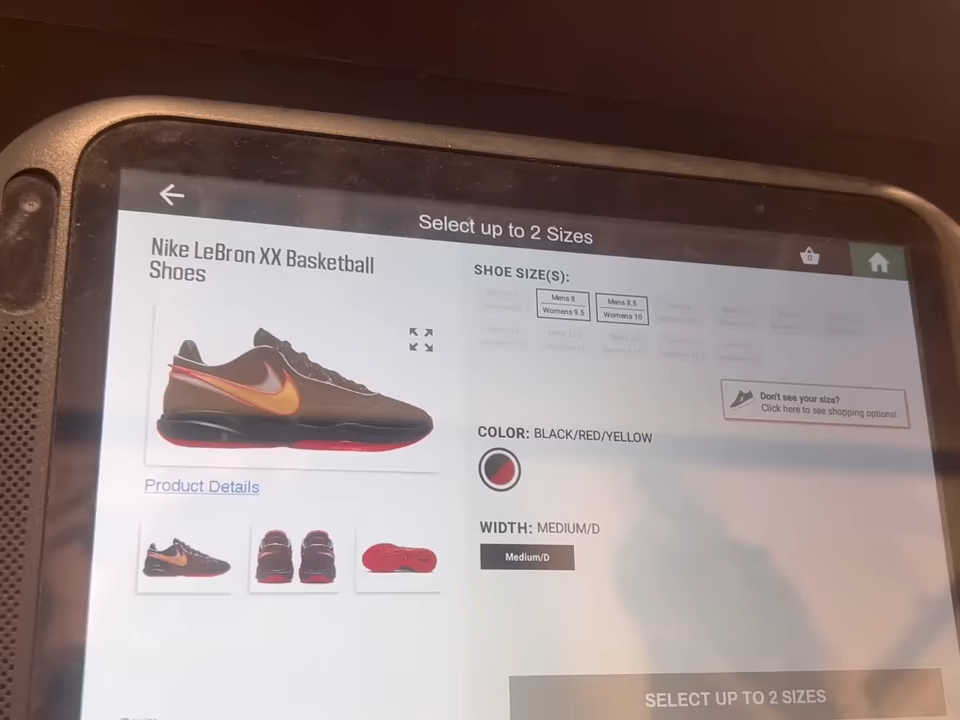 Select up to 2 Sizes
0
Nike LeBron XX Basketball
Shoes
SHOE SIZE(S):
Mens 8
Womens 9.5
Mens 8.5
Womens 10
Don't see your size?
Click here to see shopping options!
COLOR: BLACK/RED/YELLOW
Product Details
WIDTH: MEDIUM/D
Medium/D
SELECT UP TO 2 SIZES